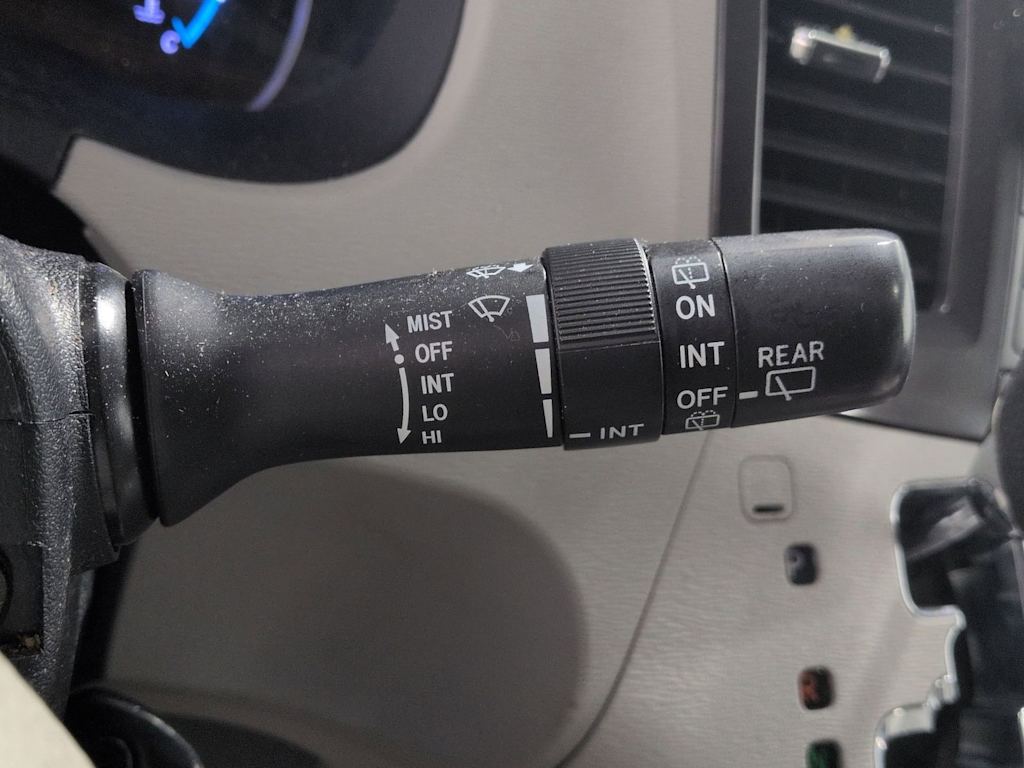 MIST
OFF
INT
LO
HI
INT
ON
INT
OFF
REAR
C